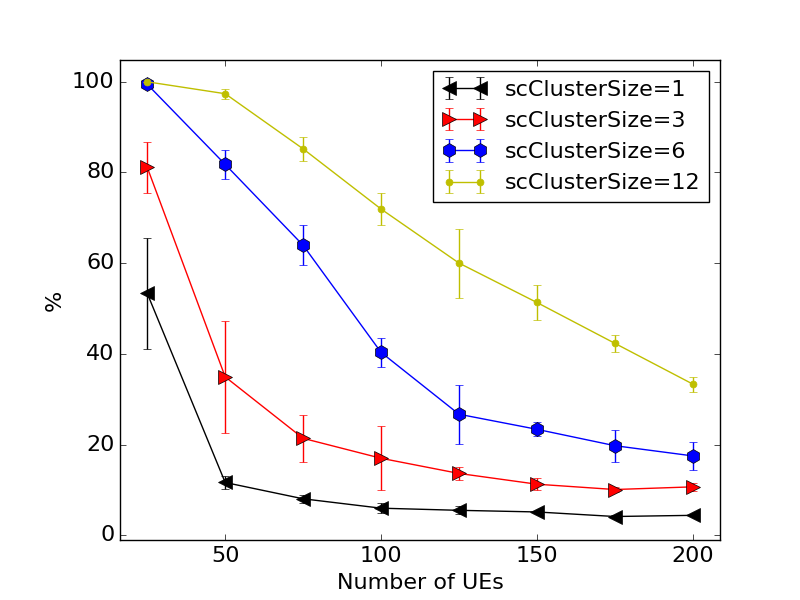 100
80
60
40
20
0
%
50
100
150
200
Number of UEs
scClusterSize=1
scClusterSize=3
scClusterSize=6
scClusterSize=12